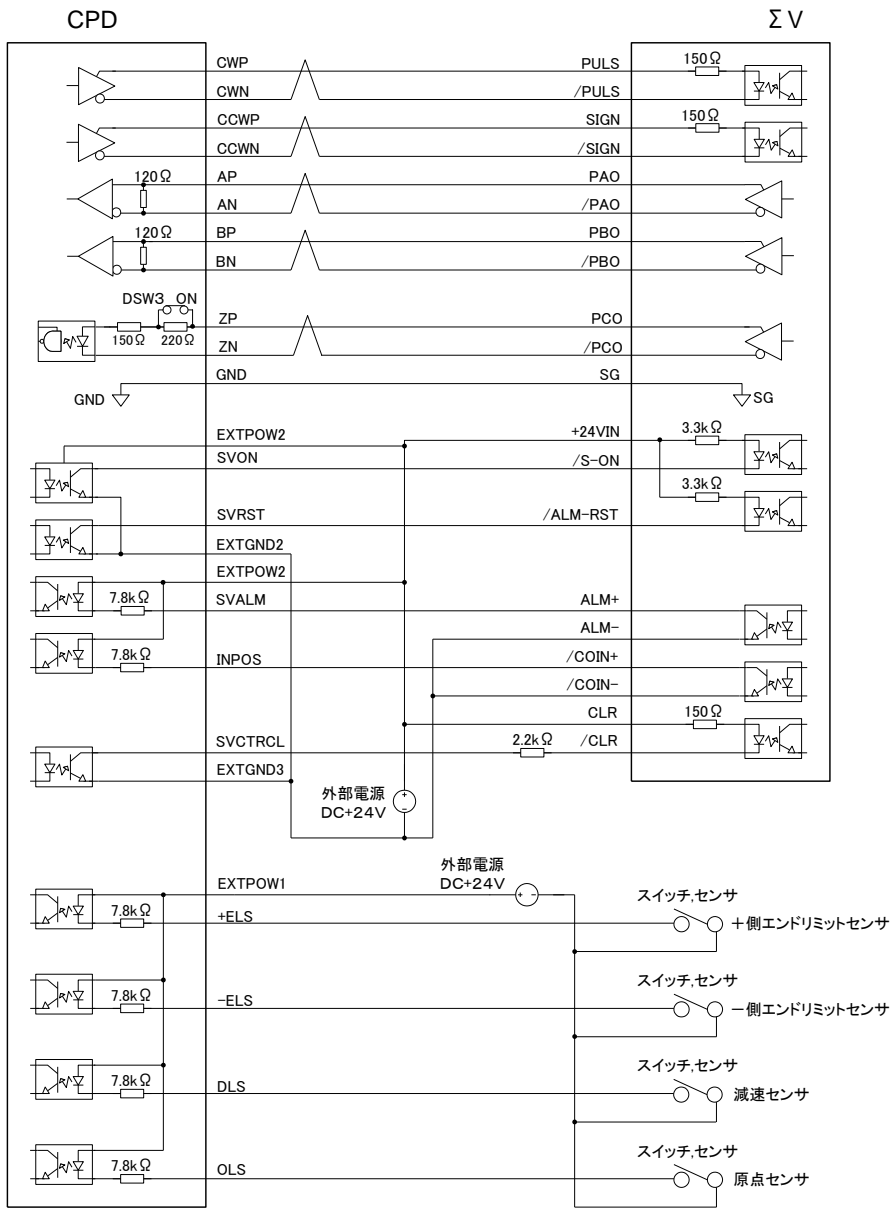 CPD ΣV
CWP PULS 150Ω
CWN /PULS
CCWP SIGN 150Ω
CCWN /SIGN
120Ω AP PAO
AN /PAO
120Ω BP PBO
BN /PBO
DSW3 ON
ZP PCO
150Ω 220Ω ZN /PCO
GND SG
GND SG
EXTPOW2 +24VIN 3.3kΩ
SVON /S-ON
3.3kΩ
SVRST /ALM-RST
EXTGND2
EXTPOW2
7.8kΩ SVALM ALM+
ALM-
7.8kΩ INPOS /COIN+
/COIN-
CLR 150Ω
SVCTRCL 2.2kΩ /CLR
EXTGND3
外部電源
DC+24V
外部電源
EXTPOW1 DC+24V
スイッチ,センサ
7.8kΩ +ELS +側エンドリミットセンサ
スイッチ,センサ
7.8kΩ -ELS -側エンドリミットセンサ
スイッチ,センサ
7.8kΩ DLS 減速センサ
スイッチ,センサ
7.8kΩ OLS 原点センサ